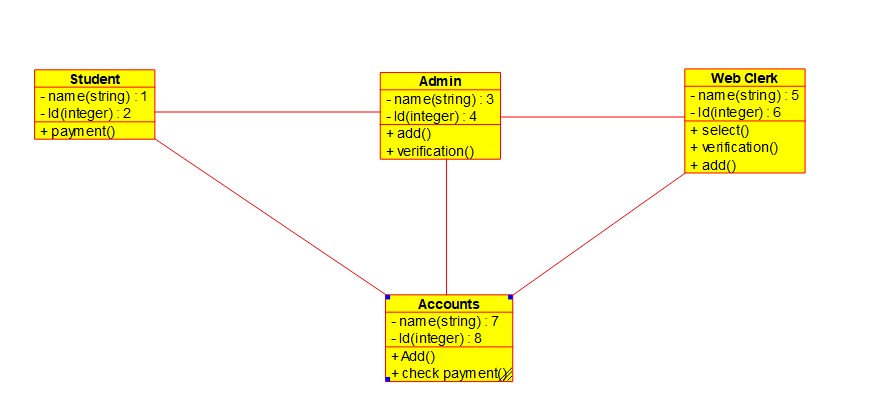 Student
- name(string) : 1
- Id(integer) : 2
+ payment()
Admin
- name(string) : 3
- Id(integer) : 4
+ add()
+ verification()
Web Clerk
- name(string) : 5
- Id(integer) : 6
+ select()
+ verification()
+ add()
Accounts
- name(string) : 7
- Id(integer) : 8
+ Add()
+ check payment()